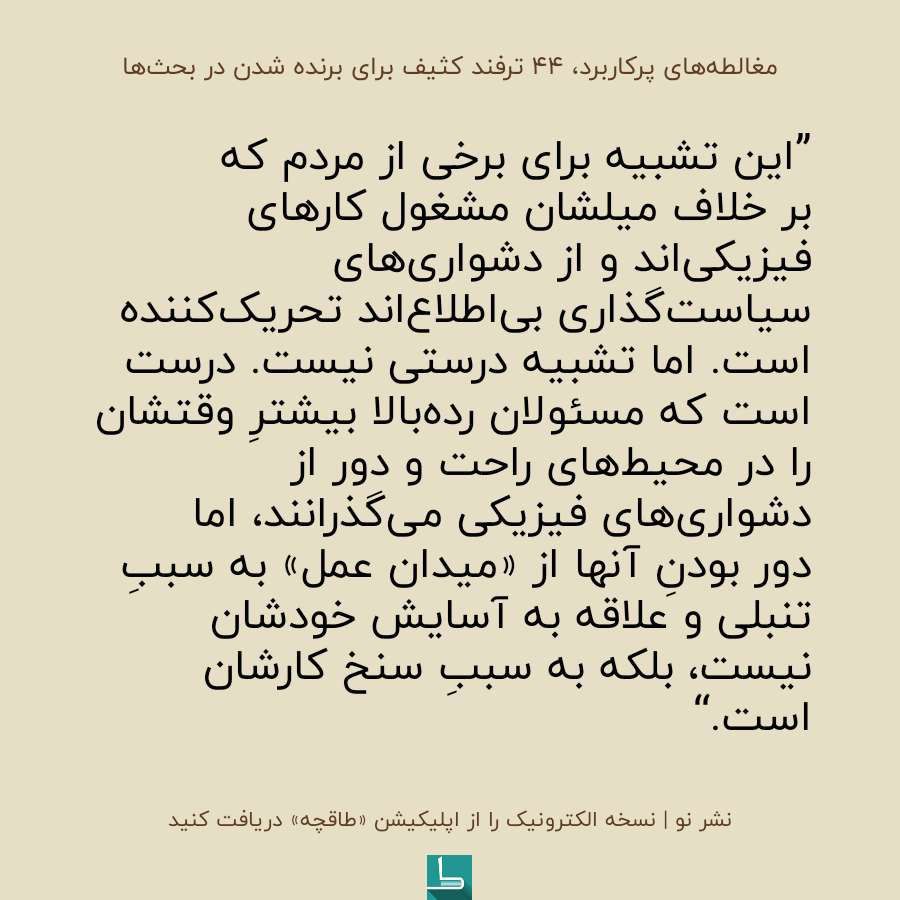 مغالطه‌های پرکاربرد، ۴۴ ترفند کثیف برای برنده شدن در بحث‌ها
”این تشبیه برای برخی از مردم که
بر خلاف میلشان مشغول کارهای
فیزیکی‌اند و از دشواری‌های
سیاست‌گذاری بی‌اطلاع‌اند تحریک‌کننده
است. اما تشبیه درستی نیست. درست
است که مسئولان رده‌بالا بیشترِ وقتشان
را در محیط‌های راحت و دور از
دشواری‌های فیزیکی می‌گذرانند، اما
دور بودنِ آنها از «میدان عمل» به سببِ
تنبلی و علاقه به آسایش خودشان
نیست، بلکه به سببِ سنخ کارشان
است.“
نشر نو | نسخه الکترونیک را از اپلیکیشن «طاقچه» دریافت کنید